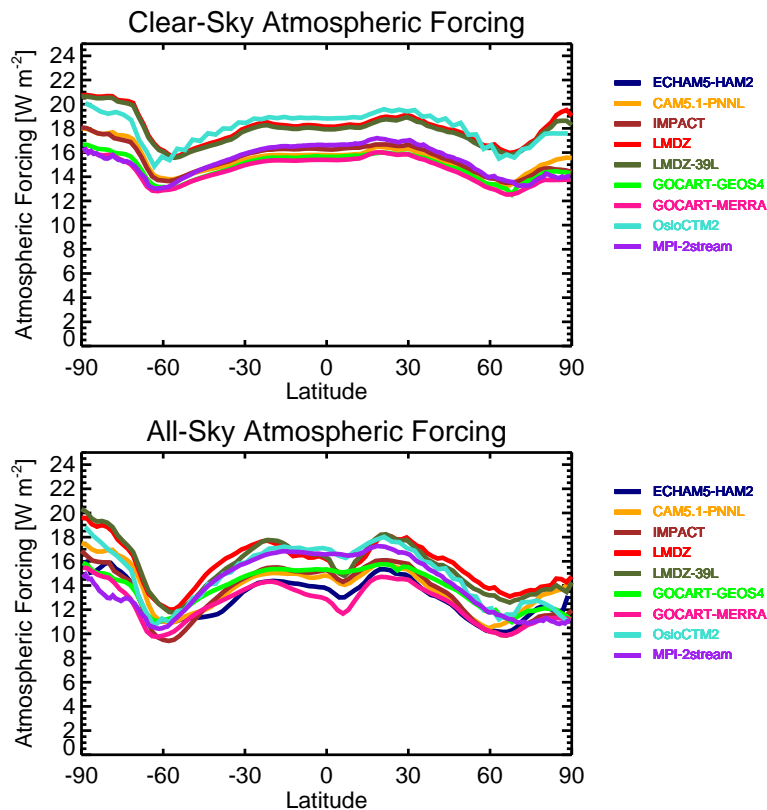 Clear-Sky Atmospheric Forcing
Atmospheric Forcing [W m-2]
24
22
20
18
16
14
12
10
8
6
4
2
0
-90 -60 -30 0 30 60 90
Latitude
ECHAM5-HAM2
CAM5.1-PNNL
IMPACT
LMDZ
LMDZ-39L
GOCART-GEOS4
GOCART-MERRA
OsloCTM2
MPI-2stream
All-Sky Atmospheric Forcing
Atmospheric Forcing [W m-2]
24
22
20
18
16
14
12
10
8
6
4
2
0
-90 -60 -30 0 30 60 90
Latitude
ECHAM5-HAM2
CAM5.1-PNNL
IMPACT
LMDZ
LMDZ-39L
GOCART-GEOS4
GOCART-MERRA
OsloCTM2
MPI-2stream